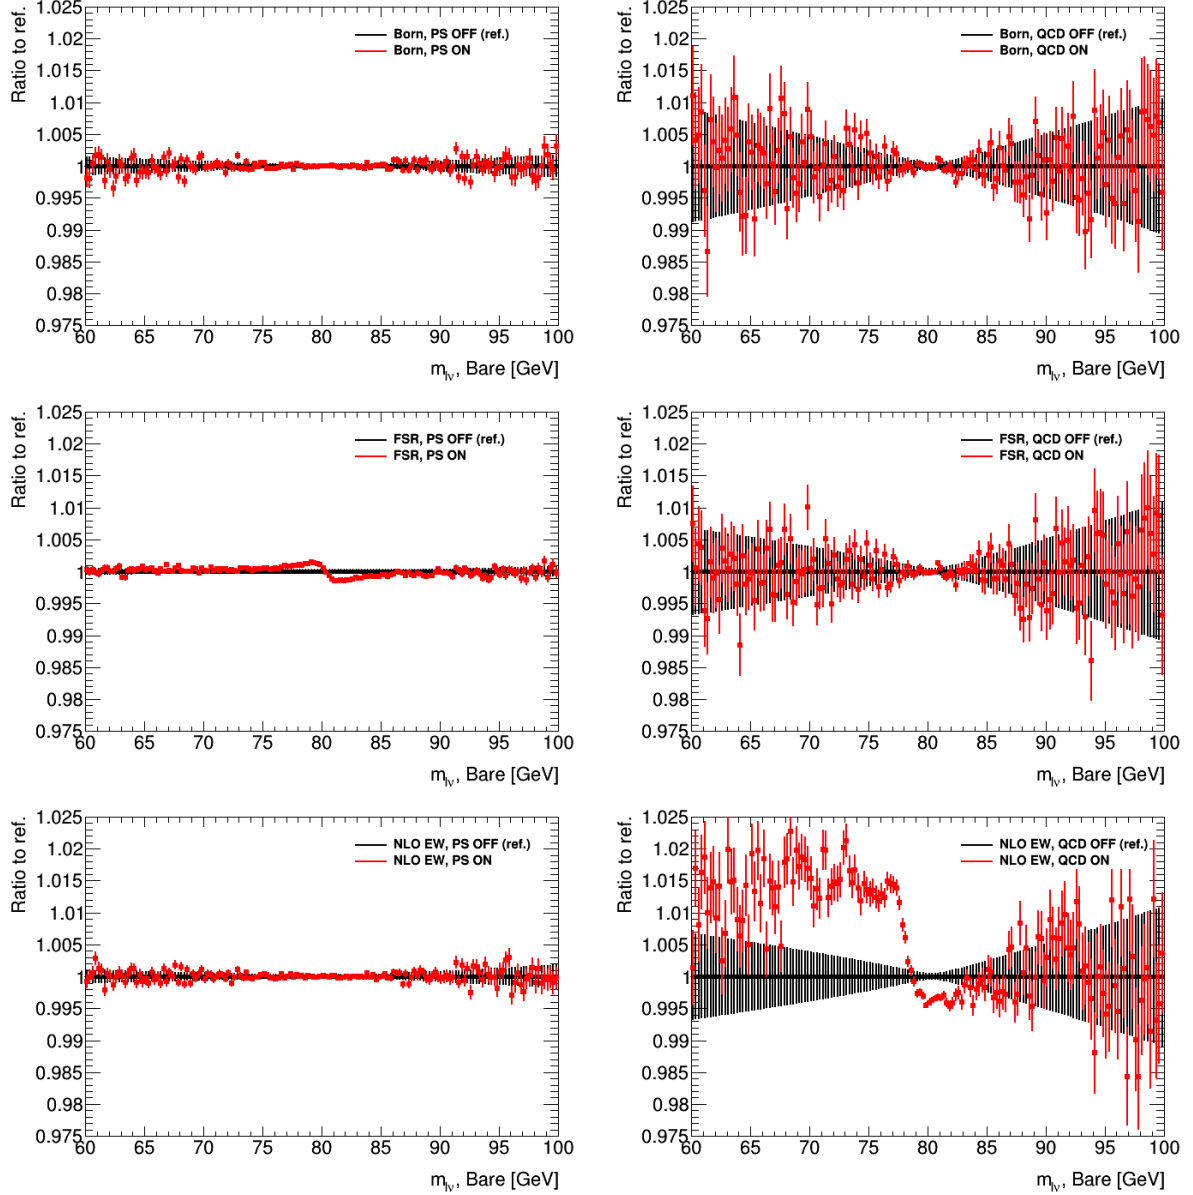 Ratio to ref.
1.025
1.02
1.015
1.01
1.005
1
0.995
0.99
0.985
0.98
0.975
Born, PS OFF (ref.)
Born, PS ON
60 65 70 75 80 85 90 95 100
m_lν, Bare [GeV]
Ratio to ref.
1.025
1.02
1.015
1.01
1.005
1
0.995
0.99
0.985
0.98
0.975
Born, QCD OFF (ref.)
Born, QCD ON
60 65 70 75 80 85 90 95 100
m_lν, Bare [GeV]
Ratio to ref.
1.025
1.02
1.015
1.01
1.005
1
0.995
0.99
0.985
0.98
0.975
FSR, PS OFF (ref.)
FSR, PS ON
60 65 70 75 80 85 90 95 100
m_lν, Bare [GeV]
Ratio to ref.
1.025
1.02
1.015
1.01
1.005
1
0.995
0.99
0.985
0.98
0.975
FSR, QCD OFF (ref.)
FSR, QCD ON
60 65 70 75 80 85 90 95 100
m_lν, Bare [GeV]
Ratio to ref.
1.025
1.02
1.015
1.01
1.005
1
0.995
0.99
0.985
0.98
0.975
NLO EW, PS OFF (ref.)
NLO EW, PS ON
60 65 70 75 80 85 90 95 100
m_lν, Bare [GeV]
Ratio to ref.
1.025
1.02
1.015
1.01
1.005
1
0.995
0.99
0.985
0.98
0.975
NLO EW, QCD OFF (ref.)
NLO EW, QCD ON
60 65 70 75 80 85 90 95 100
m_lν, Bare [GeV]